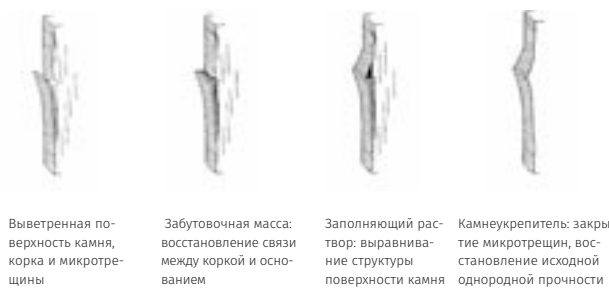 Выветренная по-
верхность камня,
корка и микротре-
щины
Забутовочная масса:
восстановление связи
между коркой и осно-
ванием
Заполняющий рас-
твор: выравнива-
ние структуры
поверхности камня
Камнеукрепитель: закры
тие микротрещин, вос-
становление исходной
однородной прочности